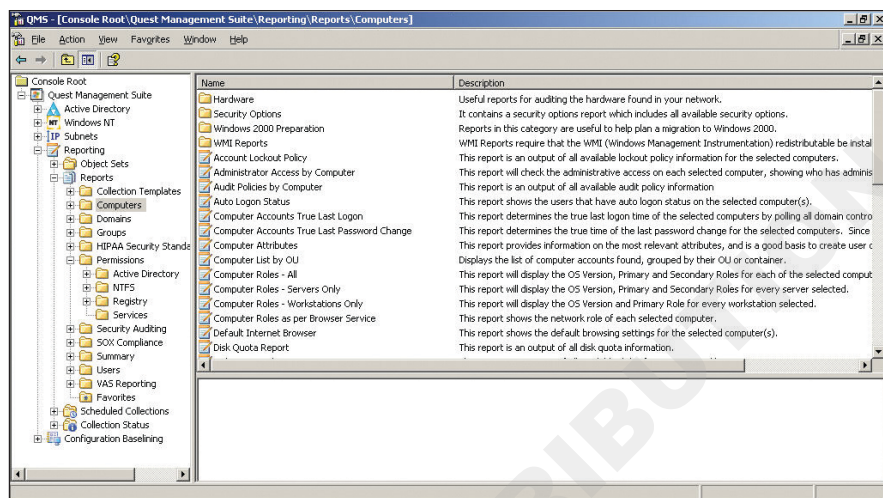 QMS - [Console Root\Quest Management Suite\Reporting\Reports\Computers]
File Action View Favorites Window Help
Console Root
Quest Management Suite
Active Directory
Windows NT
Subnets
Reporting
Object Sets
Reports
Collection Templates
Computers
Domains
Groups
HIPAA Security Standa
Permissions
Active Directory
NTFS
Registry
Services
Security Auditing
SOX Compliance
Summary
Users
VAS Reporting
Favorites
Scheduled Collections
Collection Status
Configuration Baselining
Name Description
Hardware Useful reports for auditing the hardware found in your network.
Security Options It contains a security options report which includes all available security options.
Windows 2000 Preparation Reports in this category are useful to help plan a migration to Windows 2000.
WMI Reports WMI Reports require that the WMI (Windows Management Instrumentation) redistributable be instal
Account Lockout Policy This report is an output of all available lockout policy information for the selected computers.
Administrator Access by Computer This report will check the administrative access on each selected computer, showing who has adminis
Audit Policies by Computer This report is an output of all available audit policy information
Auto Logon Status This report shows the users that have auto logon status on the selected computer(s).
Computer Accounts True Last Logon This report determines the true last logon time of the selected computers by polling all domain contro
Computer Accounts True Last Password Change This report determines the true time of the last password change for the selected computers. Since
Computer Attributes This report provides information on the most relevant attributes, and is a good basis to create user c
Computer List by OU Displays the list of computer accounts found, grouped by their OU or container.
Computer Roles - All This report will display the OS Version, Primary and Secondary Roles for each of the selected comput
Computer Roles - Servers Only This report will display the OS Version, Primary and Secondary Roles for every server selected.
Computer Roles - Workstations Only This report will display the OS Version and Primary Role for every workstation selected.
Computer Roles as per Browser Service This report shows the network role of each selected computer.
Default Internet Browser This report shows the default browsing settings for the selected computer(s).
Disk Quota Report This report is an output of all disk quota information.